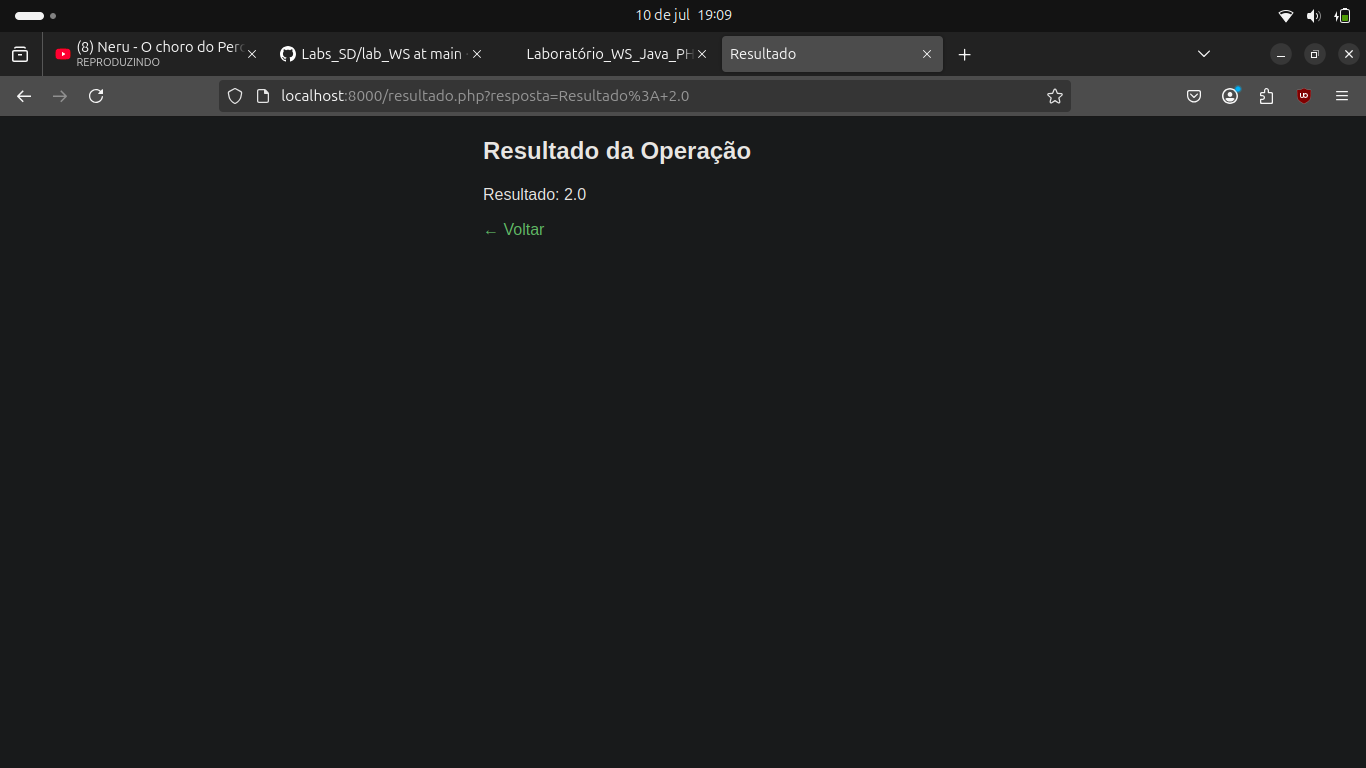 10 de jul 19:09
(8) Neru - O choro do Perc
REPRODUZINDO
Labs_SD/lab_WS at main
Laboratório_WS_Java_PH
Resultado
localhost:8000/resultado.php?resposta=Resultado%3A+2.0
Resultado da Operação
Resultado: 2.0
← Voltar